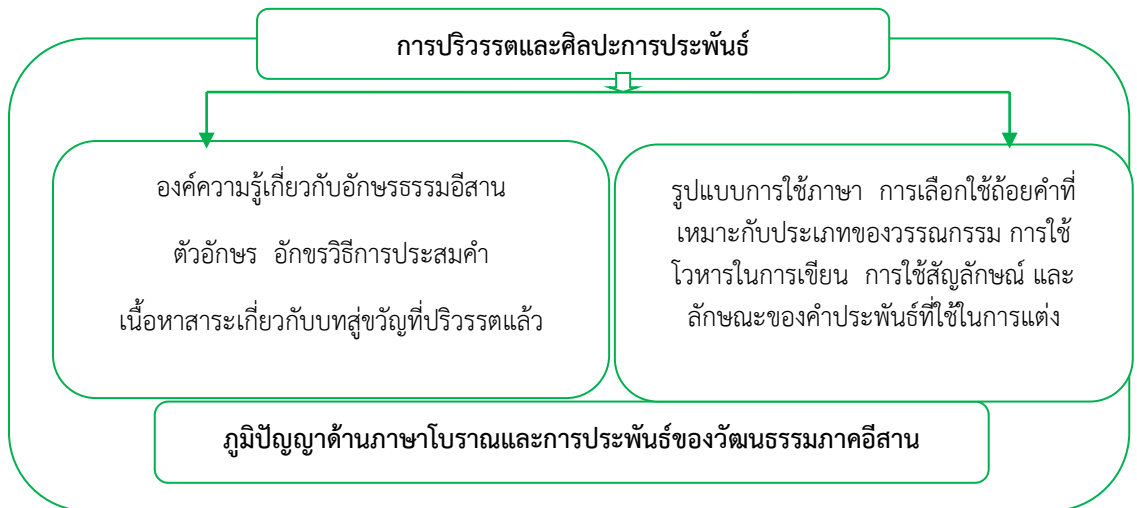 การปริวรรตและศิลปะการประพันธ์
องค์ความรู้เกี่ยวกับอักษรธรรมอีสาน
ตัวอักษร อักขรวิธีการประสมคำ
เนื้อหาสาระเกี่ยวกับบทสู่ขวัญที่ปริวรรตแล้ว
รูปแบบการใช้ภาษา การเลือกใช้ถ้อยคำที่
เหมาะกับประเภทของวรรณกรรม การใช้
โวหารในการเขียน การใช้สัญลักษณ์ และ
ลักษณะของคำประพันธ์ที่ใช้ในการแต่ง
ภูมิปัญญาด้านภาษาโบราณและการประพันธ์ของวัฒนธรรมภาคอีสาน